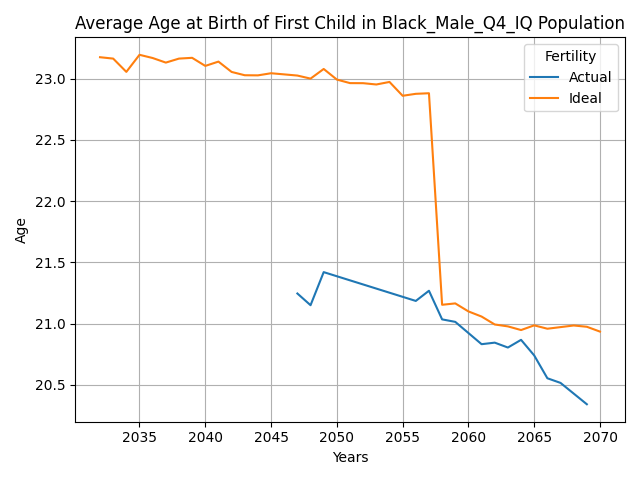 Average Age at Birth of First Child in Black_Male_Q4_IQ Population
Fertility
Actual
Ideal
23.0
22.5
22.0
21.5
21.0
20.5
Age
2035 2040 2045 2050 2055 2060 2065 2070
Years